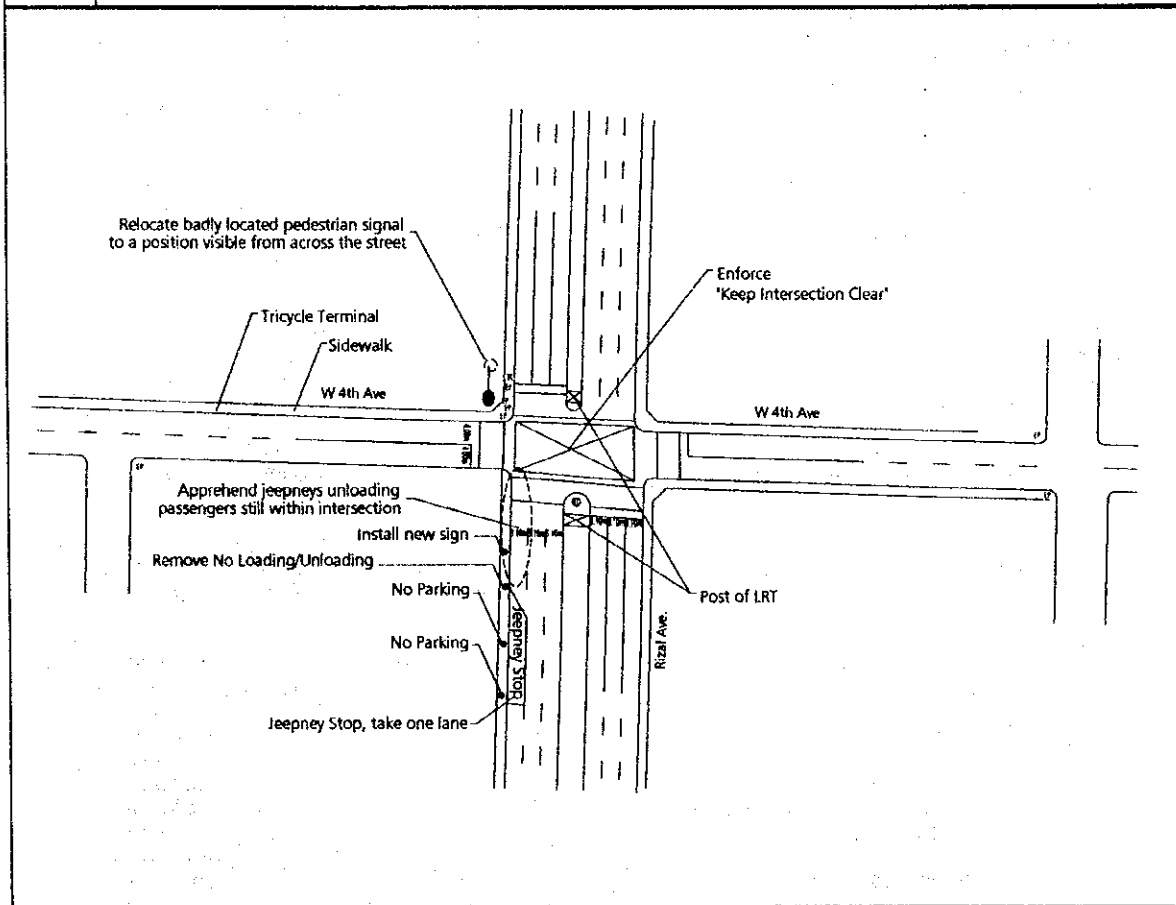 Relocate badly located pedestrian signal
to a position visible from across the street
Enforce
'Keep Intersection Clear'
Tricycle Terminal
Sidewalk
W 4th Ave
W 4th Ave
Apprehend jeepneys unloading
passengers still within intersection
Install new sign
Remove No Loading/Unloading
No Parking
Post of LRT
No Parking
Jeepney Stop
Rizal Ave.
Jeepney Stop, take one lane